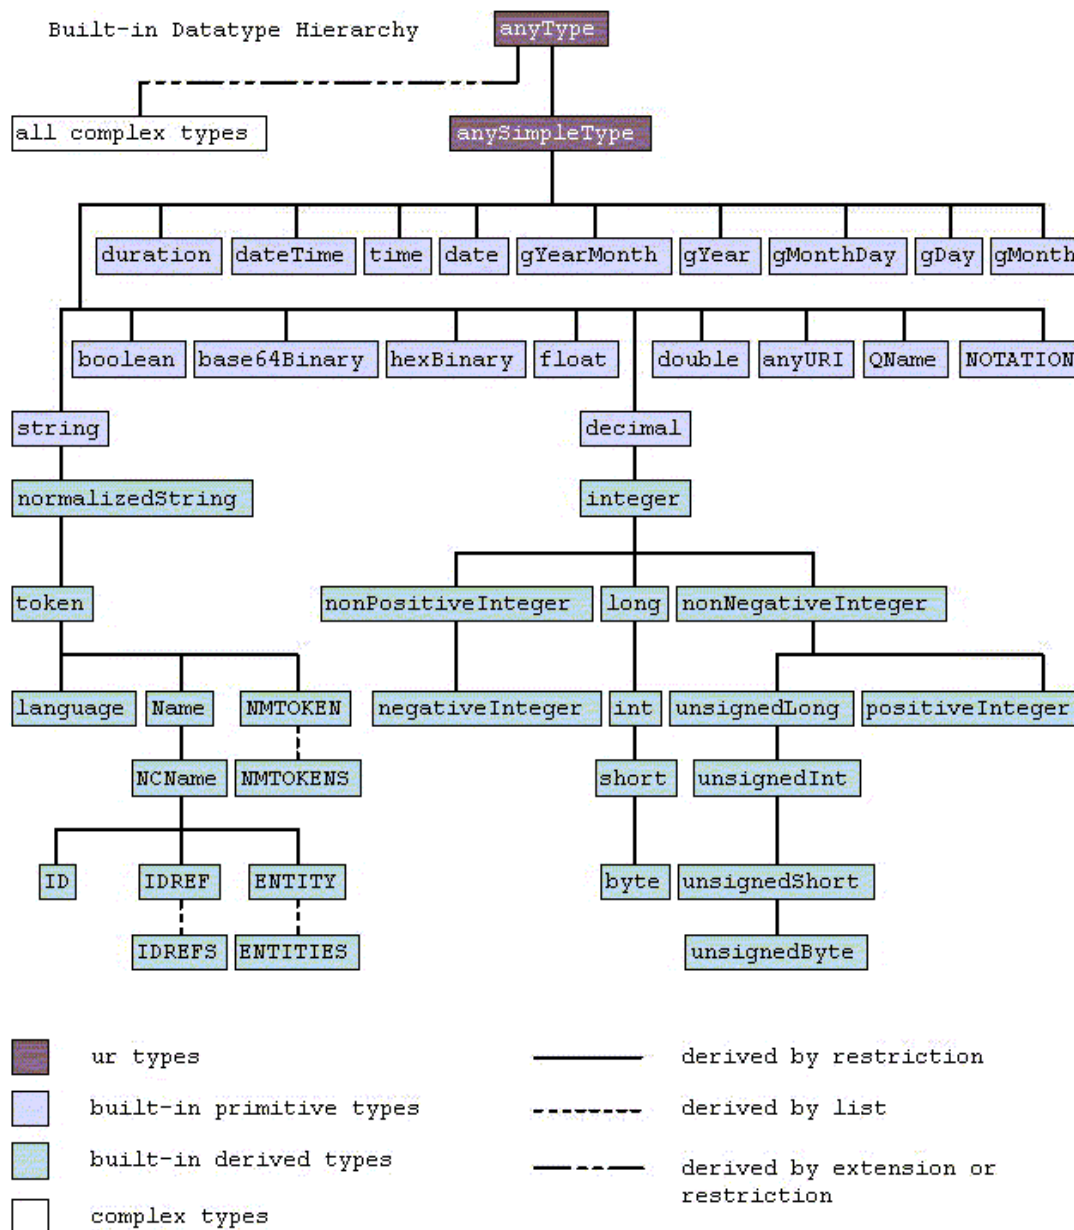 Built-in Datatype Hierarchy
anyType
all complex types
anySimpleType
duration
dateTime
time
date
gYearMonth
gYear
gMonthDay
gDay
gMonth
boolean
base64Binary
hexBinary
float
double
anyURI
QName
NOTATION
string
decimal
normalizedString
integer
token
nonPositiveInteger
long
nonNegativeInteger
language
Name
NMTOKEN
negativeInteger
int
unsignedLong
positiveInteger
NCName
NMTOKENS
short
unsignedInt
ID
IDREF
ENTITY
byte
unsignedShort
IDREFS
ENTITIES
unsignedByte
ur types
derived by restriction
built-in primitive types
derived by list
built-in derived types
derived by extension or
restriction
complex types